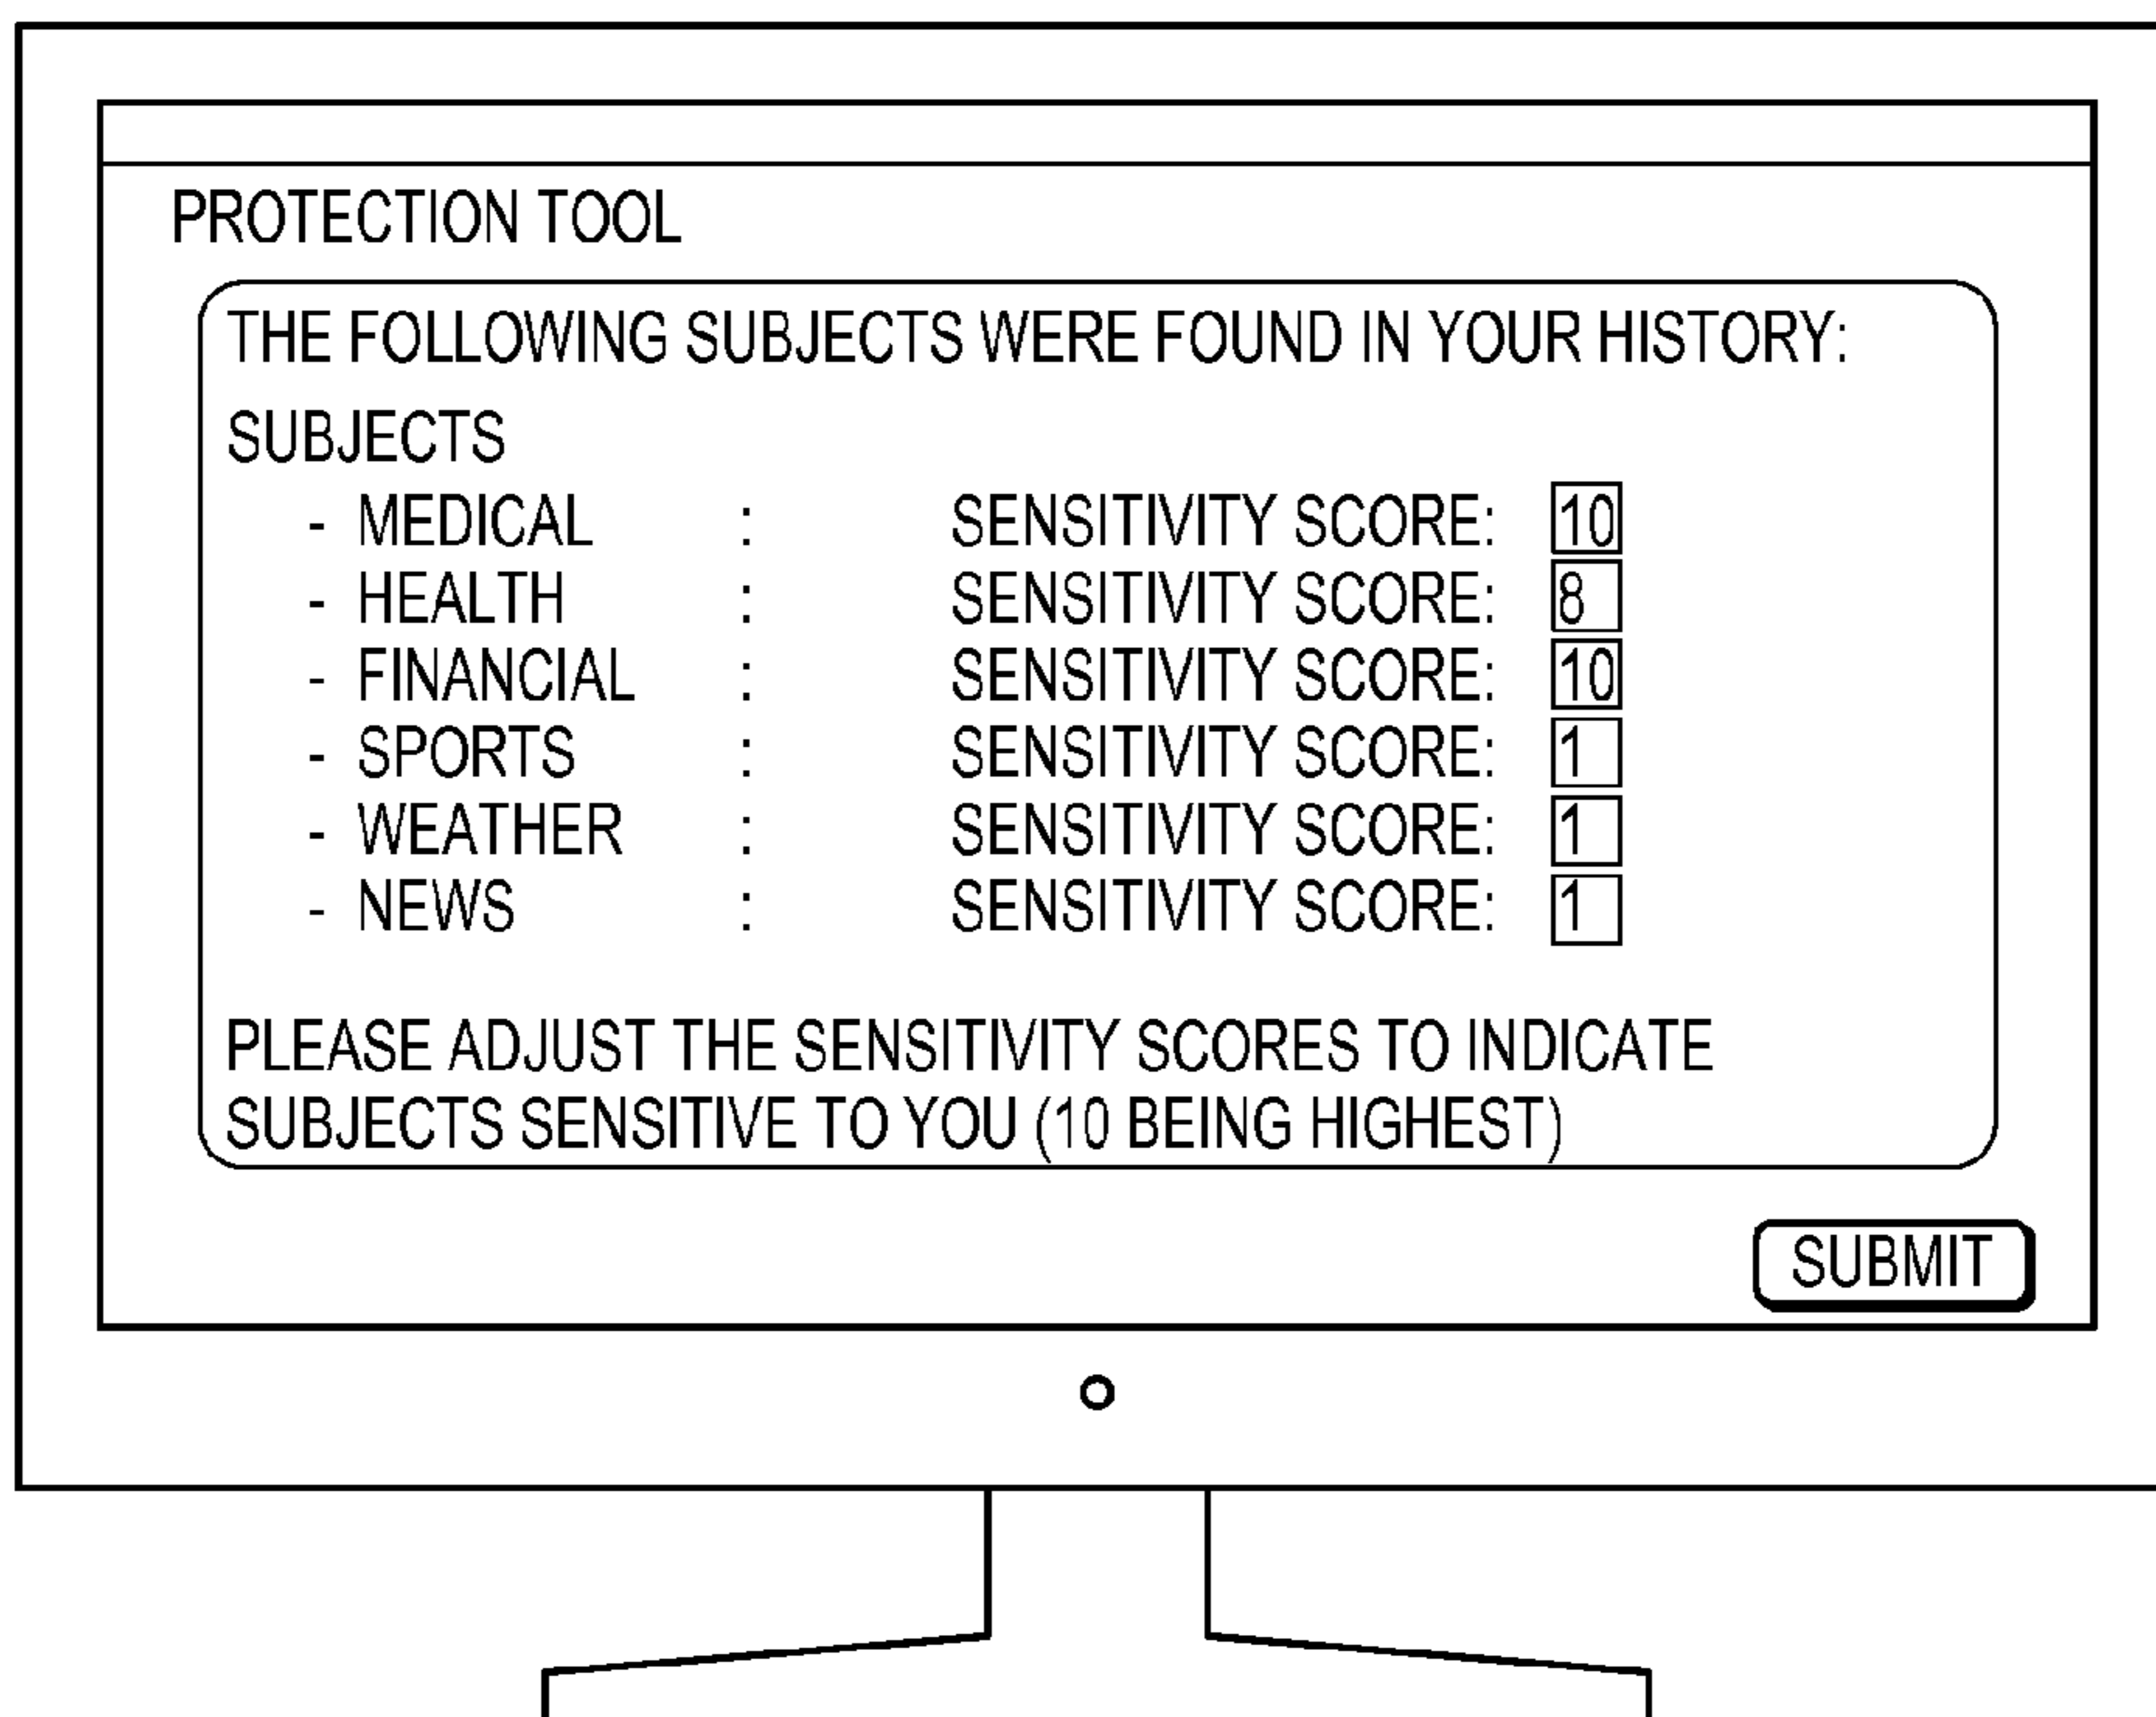 PROTECTION TOOL
THE FOLLOWING SUBJECTS WERE FOUND IN YOUR HISTORY:
SUBJECTS
- MEDICAL : SENSITIVITY SCORE: 10
- HEALTH : SENSITIVITY SCORE: 8
- FINANCIAL : SENSITIVITY SCORE: 10
- SPORTS : SENSITIVITY SCORE: 1
- WEATHER : SENSITIVITY SCORE: 1
- NEWS : SENSITIVITY SCORE: 1
PLEASE ADJUST THE SENSITIVITY SCORES TO INDICATE
SUBJECTS SENSITIVE TO YOU (10 BEING HIGHEST)
SUBMIT